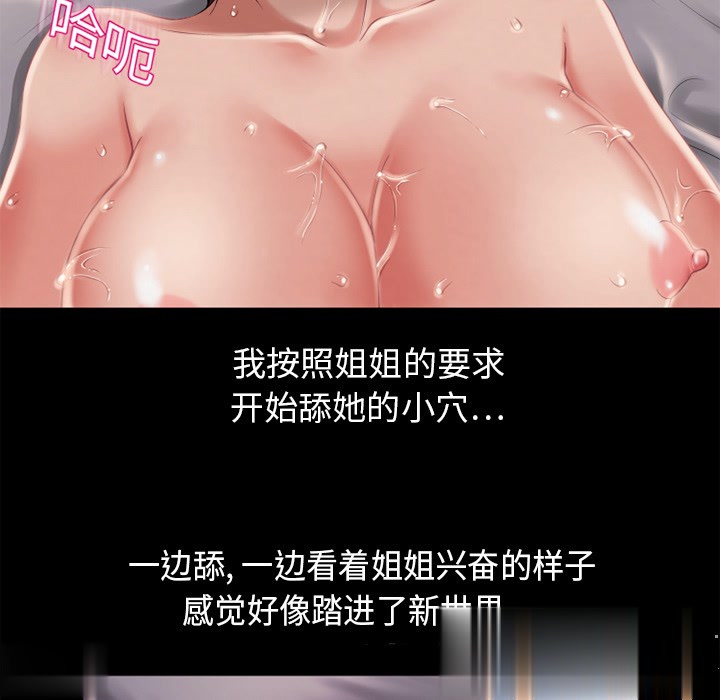 哈呃
我按照姐姐的要求
开始舔她的小穴...
一边舔, 一边看着姐姐兴奋的样子
感觉好像踏进了新世界